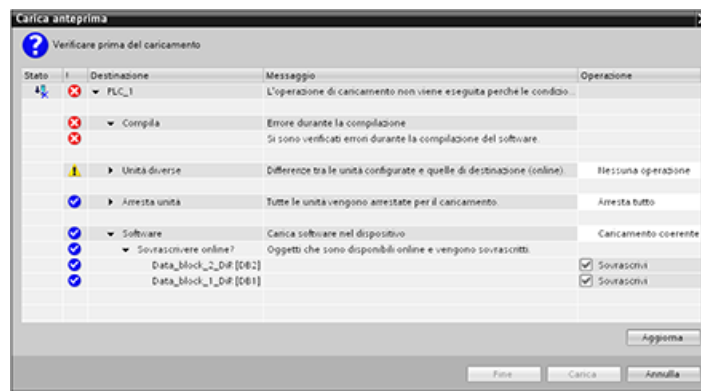 Carica anteprima
Verificare prima del caricamento
Stato ! Destinazione Messaggio Operazione
PLC_1 L'operazione di caricamento non viene eseguita perché le condizio...
Compila Errore durante la compilazione
Si sono verificati errori durante la compilazione del software.
Unità diverse Differenze tra le unità configurate e quelle di destinazione (online). Nessuna operazione
Arresta unità Tutte le unità vengono arrestate per il caricamento. Arresta tutto
Software Carica software nel dispositivo Caricamento coerente
Sovrascrivere online? Oggetti che sono disponibili online e vengono sovrascritti.
Data_block_2_DiR [DB2] Sovrascrivi
Data_block_1_DiR [DB1] Sovrascrivi
Aggiorna
Fine Carica Annulla